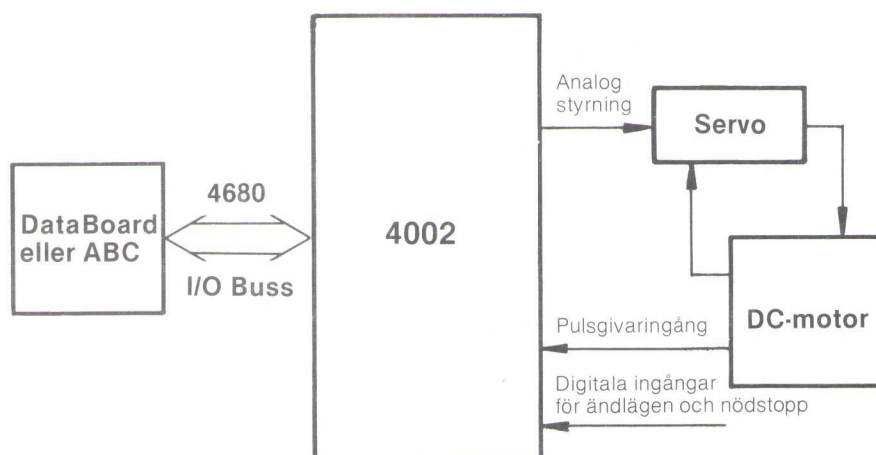 Analog
styrning
Servo
4680
DataBoard
eller ABC
4002
I/O Buss
Pulsgivaringång
DC-motor
Digitala ingångar
för ändlägen och nödstopp